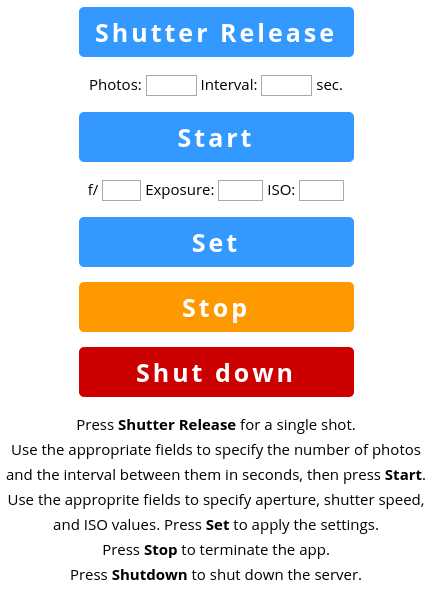 Shutter Release
Photos: Interval: sec.
Start
f/ Exposure: ISO:
Set
Stop
Shut down
Press Shutter Release for a single shot.
Use the appropriate fields to specify the number of photos
and the interval between them in seconds, then press Start.
Use the approprite fields to specify aperture, shutter speed,
and ISO values. Press Set to apply the settings.
Press Stop to terminate the app.
Press Shutdown to shut down the server.